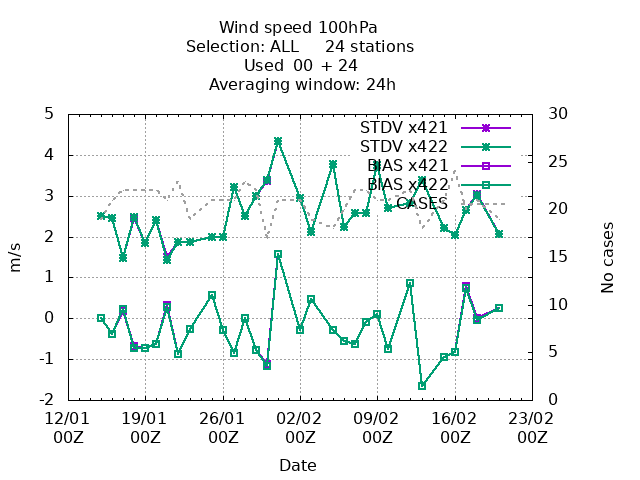 Wind speed 100hPa
Selection: ALL 24 stations
Used 00 + 24
Averaging window: 24h
5
4
3
2
1
0
-1
-2
m/s
30
25
20
15
10
5
0
No cases
STDV x421
STDV x422
BIAS x421
BIAS x422
CASES
12/01 19/01 26/01 02/02 09/02 16/02 23/02
00Z 00Z 00Z 00Z 00Z 00Z 00Z
Date